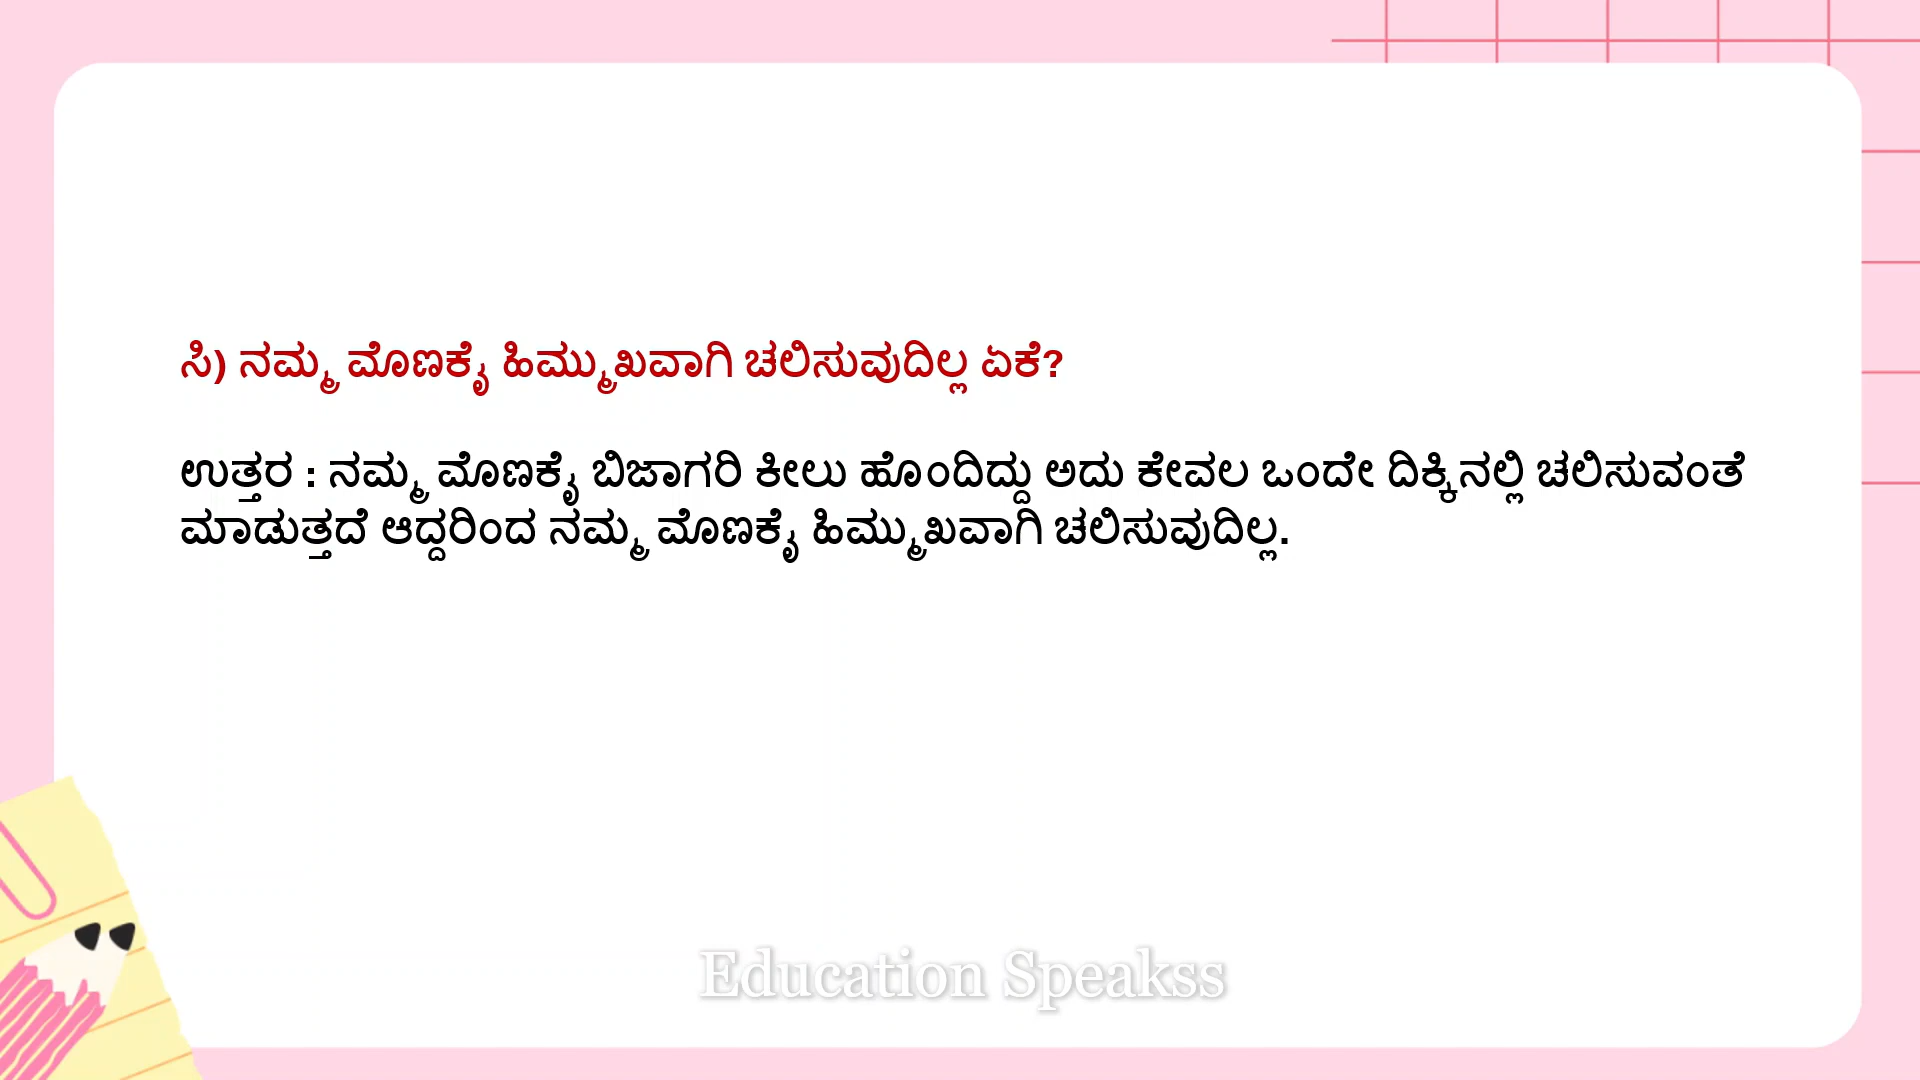 ಸಿ) ನಮ್ಮ ಮೊಣಕೈ ಹಿಮ್ಮುಖವಾಗಿ ಚಲಿಸುವುದಿಲ್ಲ ಏಕೆ?
ಉತ್ತರ : ನಮ್ಮ ಮೊಣಕೈ ಬಿಜಾಗರಿ ಕೀಲು ಹೊಂದಿದ್ದು ಅದು ಕೇವಲ ಒಂದೇ ದಿಕ್ಕಿನಲ್ಲಿ ಚಲಿಸುವಂತೆ
ಮಾಡುತ್ತದೆ ಆದ್ದರಿಂದ ನಮ್ಮ ಮೊಣಕೈ ಹಿಮ್ಮುಖವಾಗಿ ಚಲಿಸುವುದಿಲ್ಲ.
Education Speakss